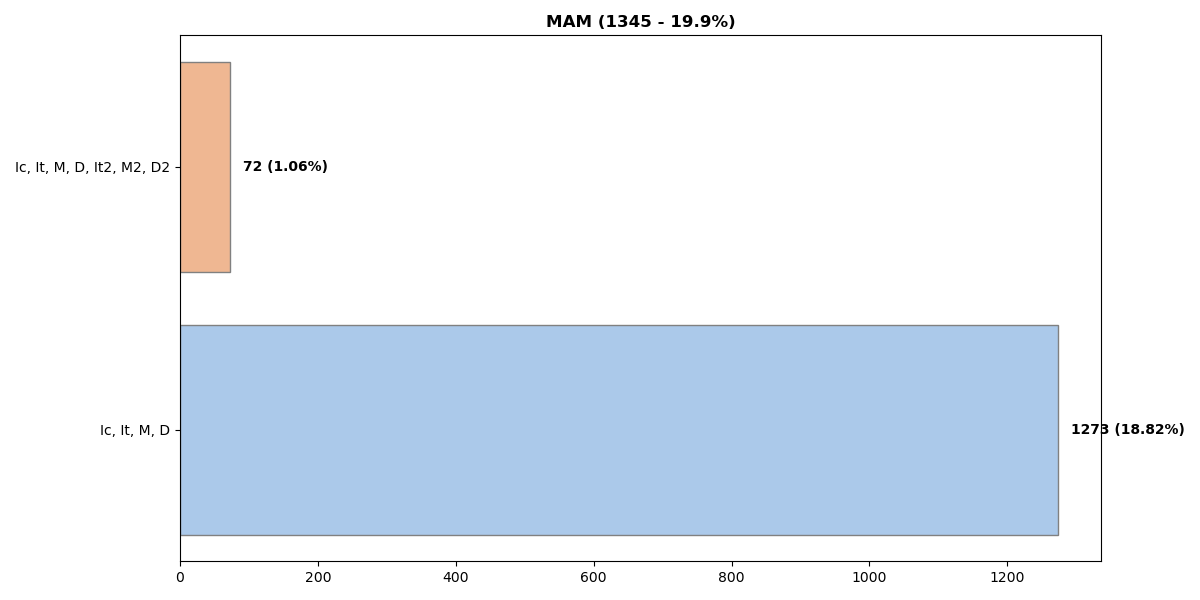 MAM (1345 - 19.9%)
Ic, It, M, D, It2, M2, D2
72 (1.06%)
Ic, It, M, D
1273 (18.82%)
0 200 400 600 800 1000 1200